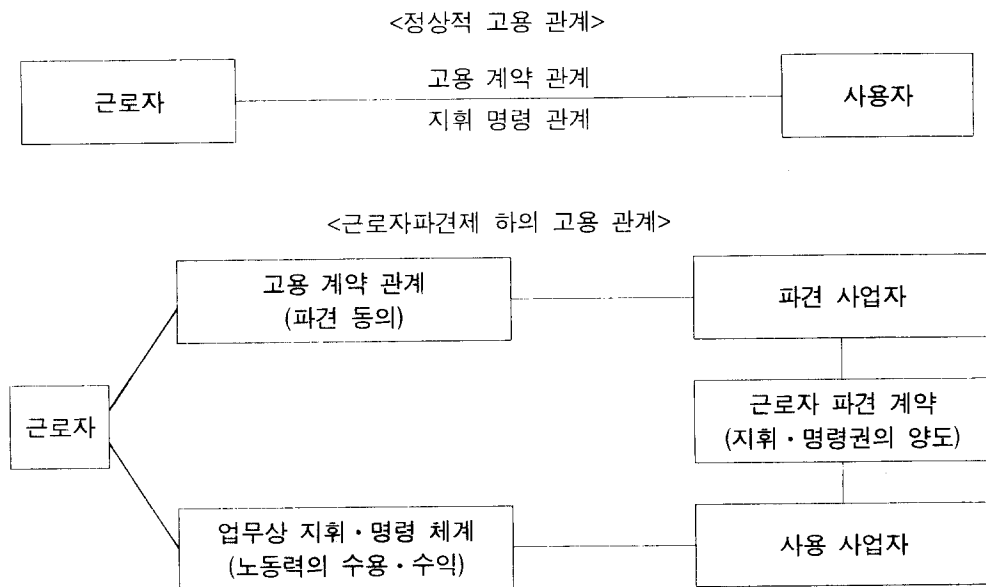 <정상적 고용 관계>
근로자
고용 계약 관계
지휘 명령 관계
사용자
<근로자파견제 하의 고용 관계>
고용 계약 관계
(파견 동의)
파견 사업자
근로자
근로자 파견 계약
(지휘・명령권의 양도)
업무상 지휘・명령 체계
(노동력의 수용・수익)
사용 사업자